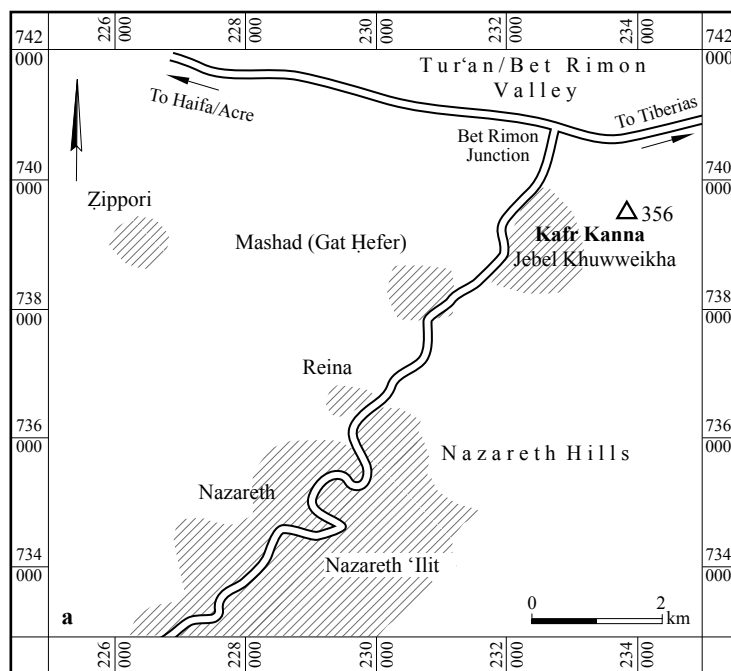 226
000
228
000
230
000
232
000
234
000
742
000
742
000
Tur‘an/Bet Rimon
Valley
To Haifa/Acre
To Tiberias
Bet Rimon
Junction
740
000
740
000
Ẓippori
356
Kafr Kanna
Mashad (Gat Ḥefer)
Jebel Khuwweikha
738
000
738
000
Reina
736
000
736
000
Nazareth Hills
Nazareth
734
000
734
000
Nazareth ‘Ilit
a
0 2
km
226
000
228
000
230
000
232
000
234
000